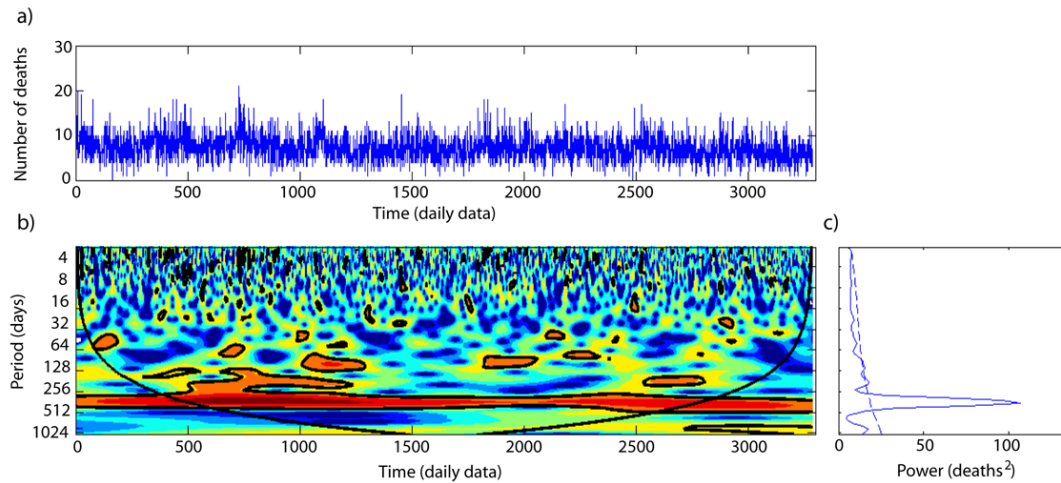 a)
Number of deaths
30
20
10
0
0 500 1000 1500 2000 2500 3000
Time (daily data)
b)
Period (days)
4
8
16
32
64
128
256
512
1024
0 500 1000 1500 2000 2500 3000
Time (daily data)
c)
0 50 100
Power (deaths²)